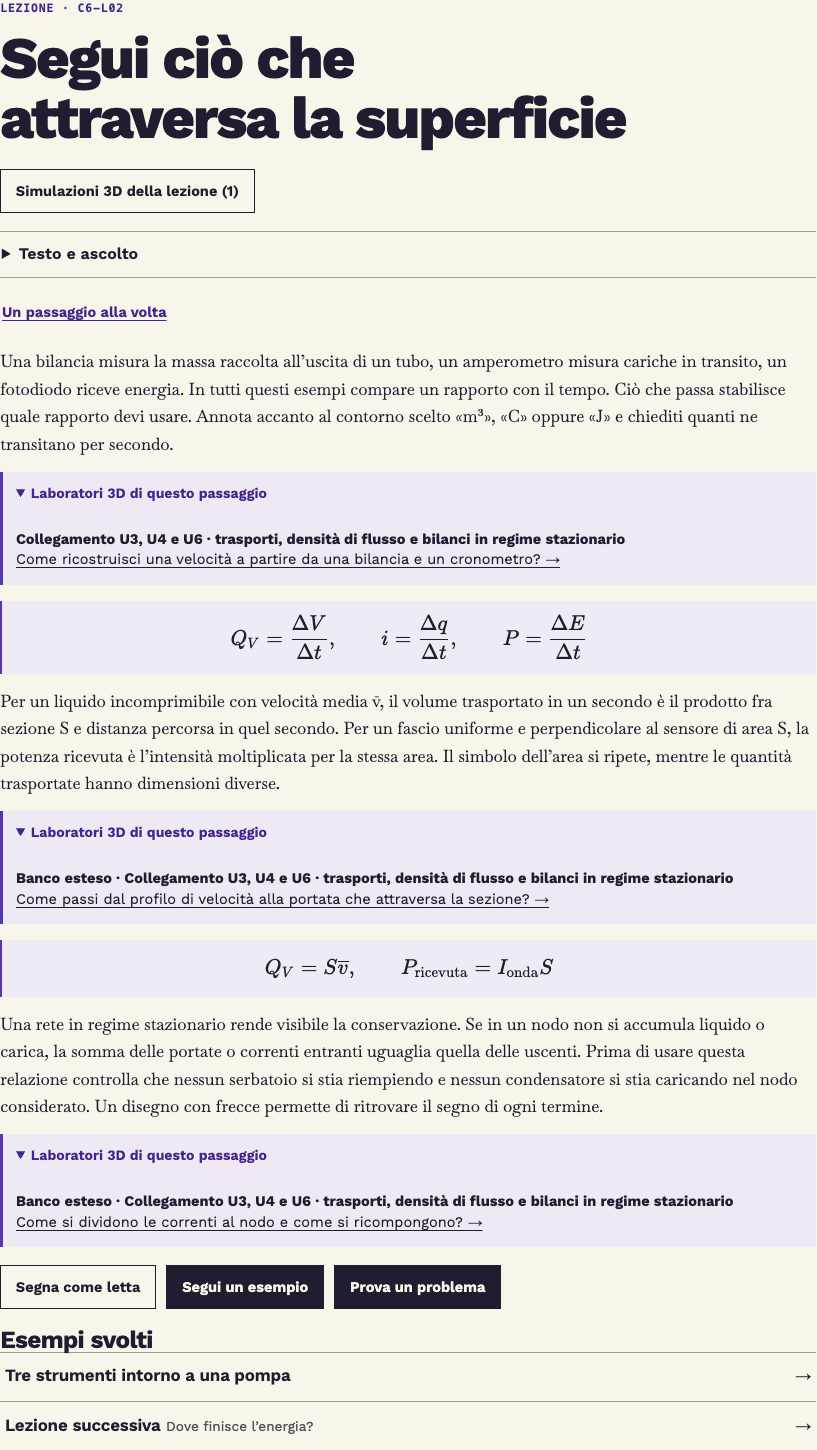 LEZIONE · C6–L02
Segui ciò che
attraversa la superficie
Simulazioni 3D della lezione (1)
▶ Testo e ascolto
Un passaggio alla volta
Una bilancia misura la massa raccolta all’uscita di un tubo, un amperometro misura cariche in transito, un
fotodiodo riceve energia. In tutti questi esempi compare un rapporto con il tempo. Ciò che passa stabilisce
quale rapporto devi usare. Annota accanto al contorno scelto «m³», «C» oppure «J» e chiediti quanti ne
transitano per secondo.
▼ Laboratori 3D di questo passaggio
Collegamento U3, U4 e U6 · trasporti, densità di flusso e bilanci in regime stazionario
Come ricostruisci una velocità a partire da una bilancia e un cronometro? →
Q_V = ΔV/Δt, i = Δq/Δt, P = ΔE/Δt
Per un liquido incomprimibile con velocità media v̄, il volume trasportato in un secondo è il prodotto fra
sezione S e distanza percorsa in quel secondo. Per un fascio uniforme e perpendicolare al sensore di area S, la
potenza ricevuta è l’intensità moltiplicata per la stessa area. Il simbolo dell’area si ripete, mentre le quantità
trasportate hanno dimensioni diverse.
▼ Laboratori 3D di questo passaggio
Banco esteso · Collegamento U3, U4 e U6 · trasporti, densità di flusso e bilanci in regime stazionario
Come passi dal profilo di velocità alla portata che attraversa la sezione? →
Q_V = Sv̄, P_ricevuta = I_onda S
Una rete in regime stazionario rende visibile la conservazione. Se in un nodo non si accumula liquido o
carica, la somma delle portate o correnti entranti uguaglia quella delle uscenti. Prima di usare questa
relazione controlla che nessun serbatoio si stia riempiendo e nessun condensatore si stia caricando nel nodo
considerato. Un disegno con frecce permette di ritrovare il segno di ogni termine.
▼ Laboratori 3D di questo passaggio
Banco esteso · Collegamento U3, U4 e U6 · trasporti, densità di flusso e bilanci in regime stazionario
Come si dividono le correnti al nodo e come si ricompongono? →
Segna come letta Segui un esempio Prova un problema
Esempi svolti
Tre strumenti intorno a una pompa →
Lezione successiva Dove finisce l’energia? →